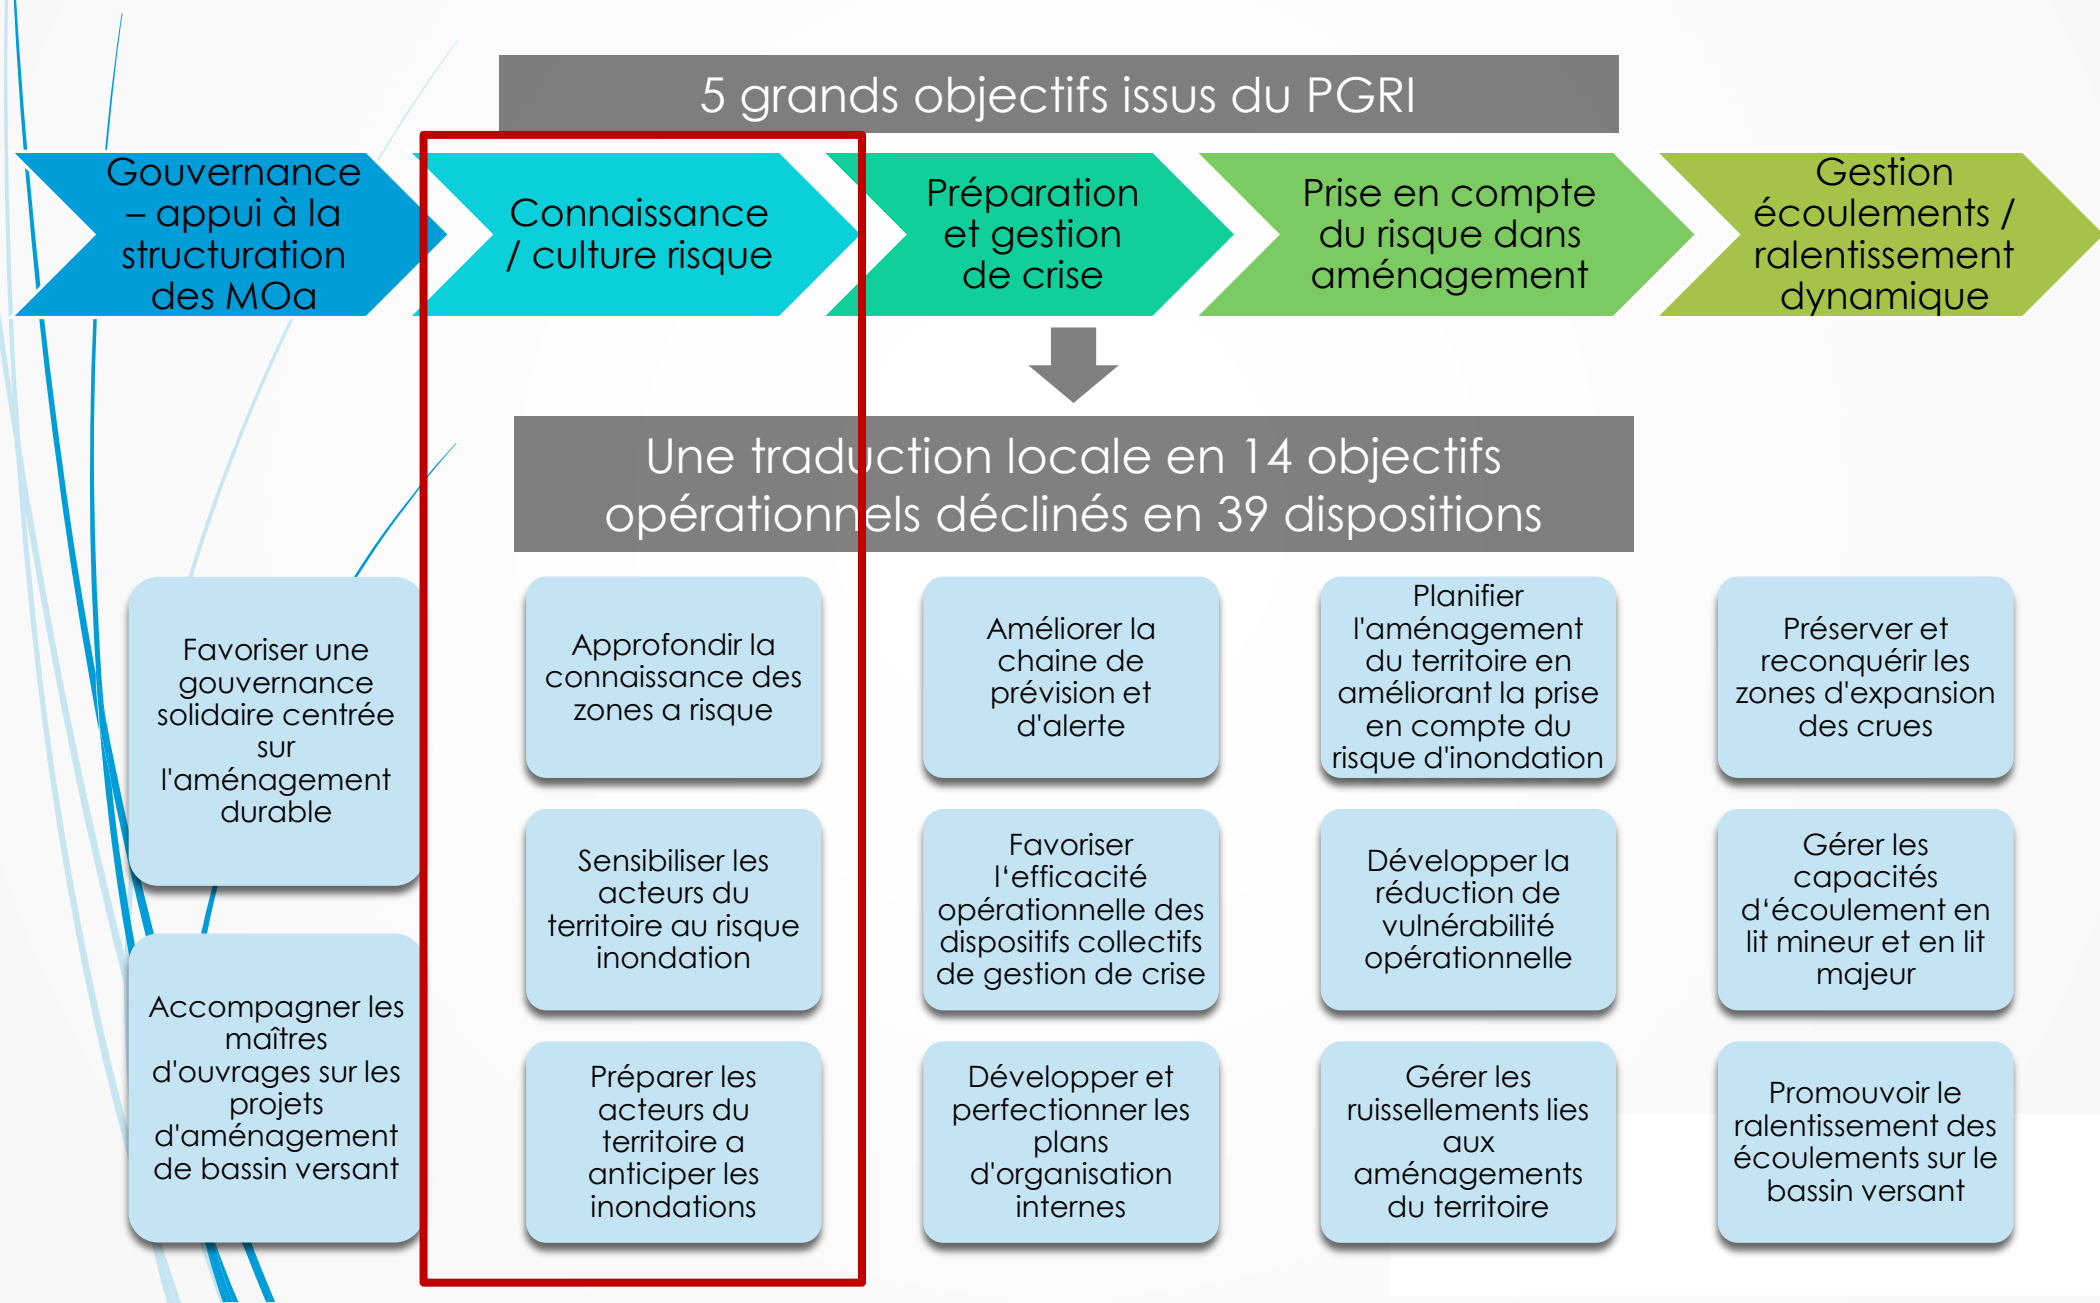 5 grands objectifs issus du PGRI
Gouvernance
– appui à la
structuration
des MOa
Connaissance
/ culture risque
Préparation
et gestion
de crise
Prise en compte
du risque dans
aménagement
Gestion
écoulements /
ralentissement
dynamique
Une traduction locale en 14 objectifs
opérationnels déclinés en 39 dispositions
Favoriser une
gouvernance
solidaire centrée
sur
l'aménagement
durable
Accompagner les
maîtres
d'ouvrages sur les
projets
d'aménagement
de bassin versant
Approfondir la
connaissance des
zones a risque
Sensibiliser les
acteurs du
territoire au risque
inondation
Préparer les
acteurs du
territoire a
anticiper les
inondations
Améliorer la
chaine de
prévision et
d'alerte
Favoriser
l‘efficacité
opérationnelle des
dispositifs collectifs
de gestion de crise
Développer et
perfectionner les
plans
d'organisation
internes
Planifier
l'aménagement
du territoire en
améliorant la prise
en compte du
risque d'inondation
Développer la
réduction de
vulnérabilité
opérationnelle
Gérer les
ruissellements lies
aux
aménagements
du territoire
Préserver et
reconquérir les
zones d'expansion
des crues
Gérer les
capacités
d‘écoulement en
lit mineur et en lit
majeur
Promouvoir le
ralentissement des
écoulements sur le
bassin versant